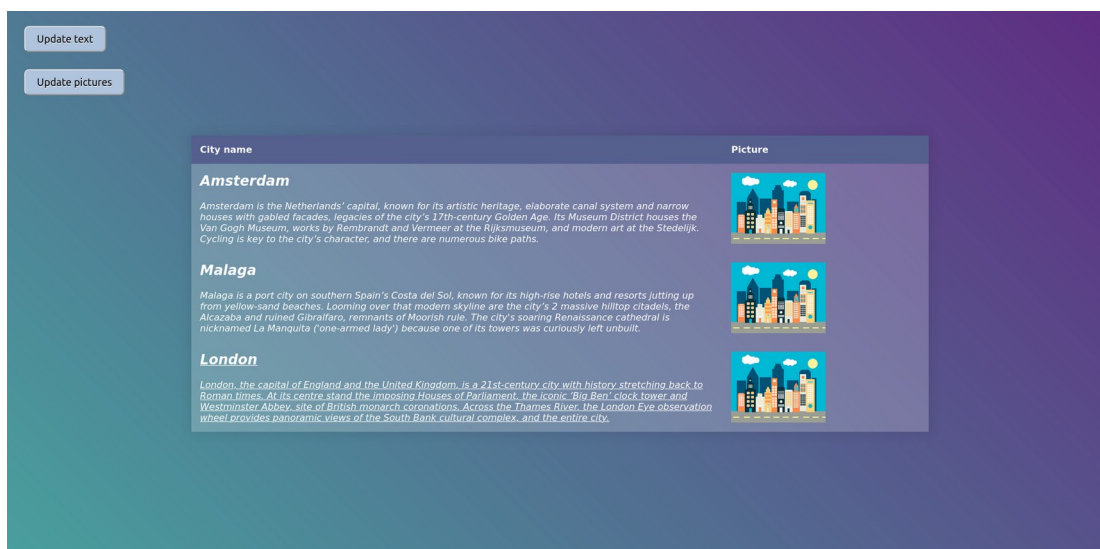 Update text
Update pictures
City name Picture
Amsterdam
Amsterdam is the Netherlands’ capital, known for its artistic heritage, elaborate canal system and narrow
houses with gabled facades, legacies of the city’s 17th-century Golden Age. Its Museum District houses the
Van Gogh Museum, works by Rembrandt and Vermeer at the Rijksmuseum, and modern art at the Stedelijk.
Cycling is key to the city’s character, and there are numerous bike paths.
Malaga
Malaga is a port city on southern Spain’s Costa del Sol, known for its high-rise hotels and resorts jutting up
from yellow-sand beaches. Looming over that modern skyline are the city’s 2 massive hilltop citadels, the
Alcazaba and ruined Gibralfaro, remnants of Moorish rule. The city's soaring Renaissance cathedral is
nicknamed La Manquita ('one-armed lady') because one of its towers was curiously left unbuilt.
London
London, the capital of England and the United Kingdom, is a 21st-century city with history stretching back to
Roman times. At its centre stand the imposing Houses of Parliament, the iconic ‘Big Ben’ clock tower and
Westminster Abbey, site of British monarch coronations. Across the Thames River, the London Eye observation
wheel provides panoramic views of the South Bank cultural complex, and the entire city.